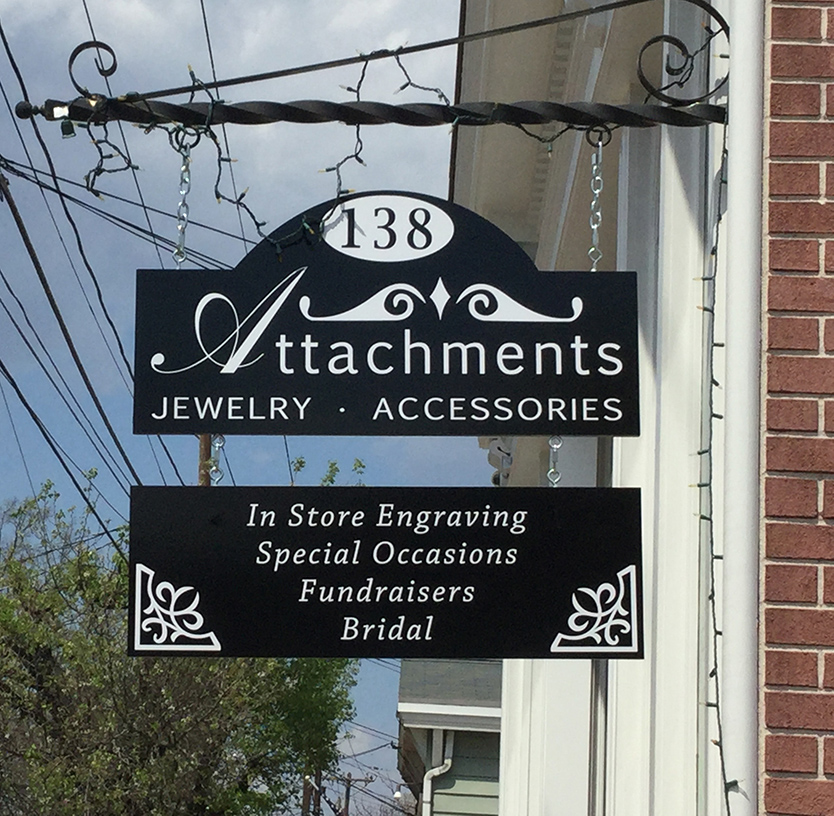 138
Attachments
JEWELRY · ACCESSORIES
In Store Engraving
Special Occasions
Fundraisers
Bridal